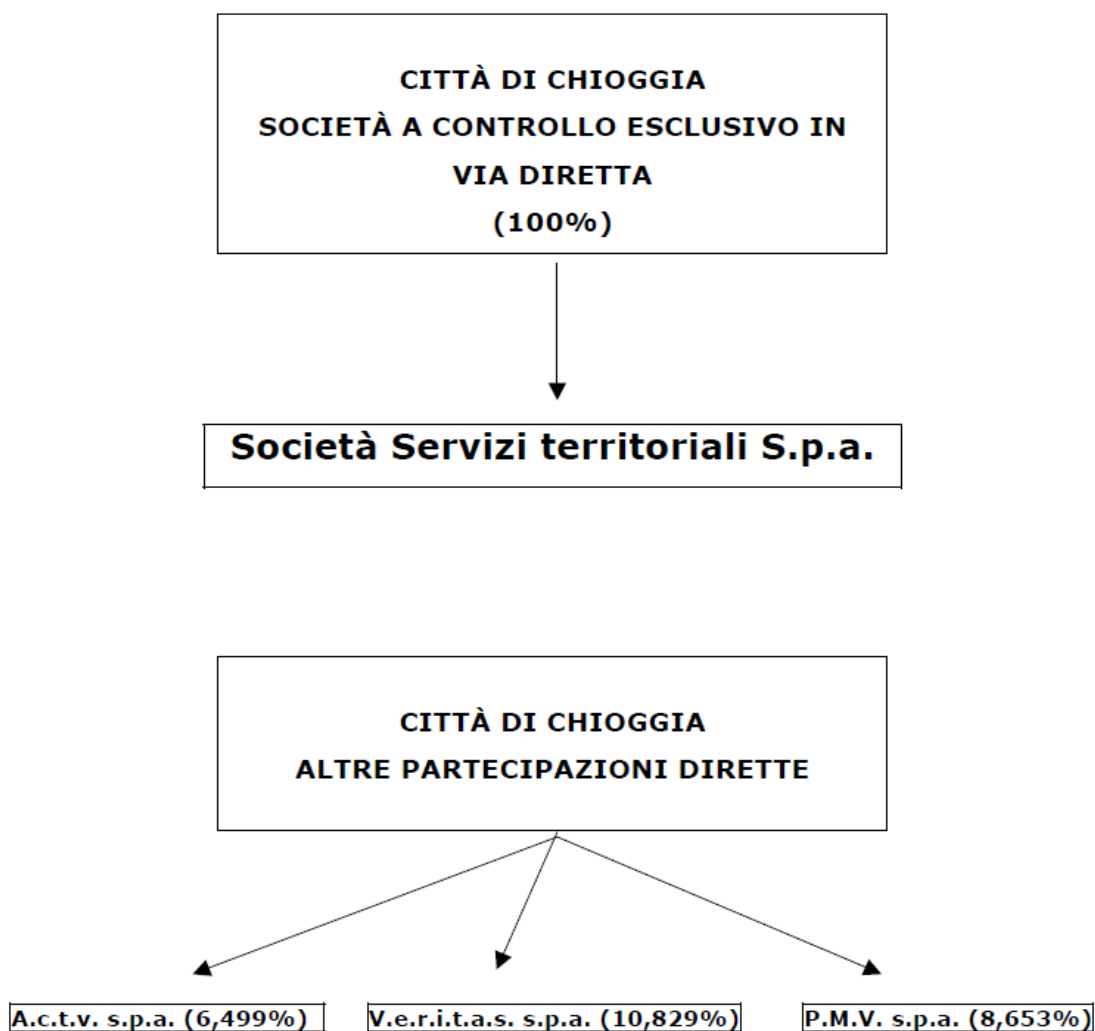 CITTÀ DI CHIOGGIA
SOCIETÀ A CONTROLLO ESCLUSIVO IN
VIA DIRETTA
(100%)
Società Servizi territoriali S.p.a.
CITTÀ DI CHIOGGIA
ALTRE PARTECIPAZIONI DIRETTE
A.c.t.v. s.p.a. (6,499%)
V.e.r.i.t.a.s. s.p.a. (10,829%)
P.M.V. s.p.a. (8,653%)